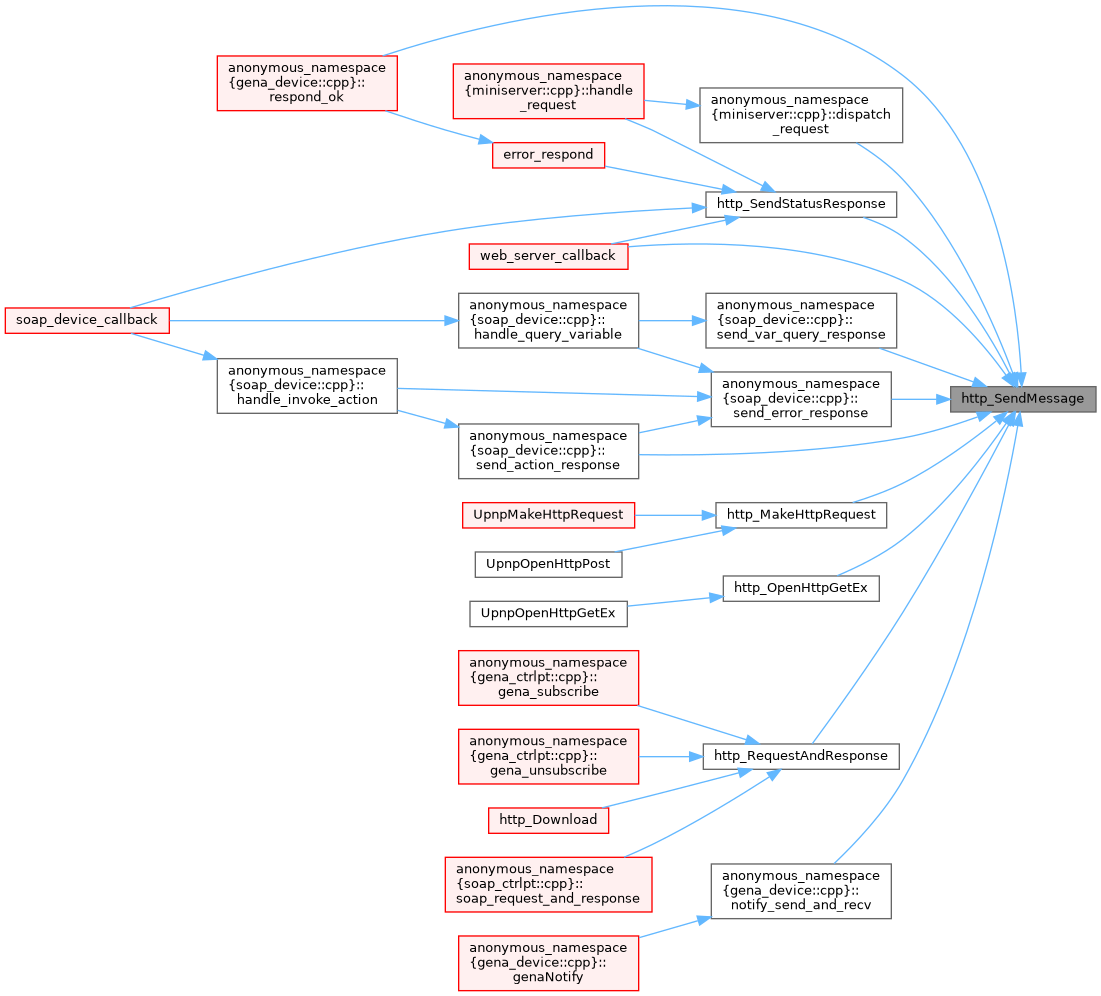 anonymous_namespace
{gena_device::cpp}::
respond_ok
anonymous_namespace
{miniserver::cpp}::handle
_request
anonymous_namespace
{miniserver::cpp}::dispatch
_request
error_respond
http_SendStatusResponse
web_server_callback
soap_device_callback
anonymous_namespace
{soap_device::cpp}::
handle_query_variable
anonymous_namespace
{soap_device::cpp}::
send_var_query_response
anonymous_namespace
{soap_device::cpp}::
handle_invoke_action
anonymous_namespace
{soap_device::cpp}::
send_error_response
http_SendMessage
anonymous_namespace
{soap_device::cpp}::
send_action_response
UpnpMakeHttpRequest
http_MakeHttpRequest
UpnpOpenHttpPost
http_OpenHttpGetEx
UpnpOpenHttpGetEx
anonymous_namespace
{gena_ctrlpt::cpp}::
gena_subscribe
anonymous_namespace
{gena_ctrlpt::cpp}::
gena_unsubscribe
http_RequestAndResponse
http_Download
anonymous_namespace
{soap_ctrlpt::cpp}::
soap_request_and_response
anonymous_namespace
{gena_device::cpp}::
notify_send_and_recv
anonymous_namespace
{gena_device::cpp}::
genaNotify